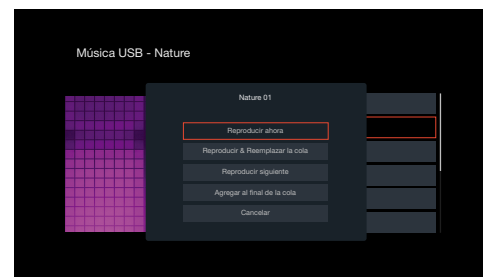 Música USB - Nature
Nature 01
Reproducir ahora
Reproducir & Reemplazar la cola
Reproducir siguiente
Agregar al final de la cola
Cancelar